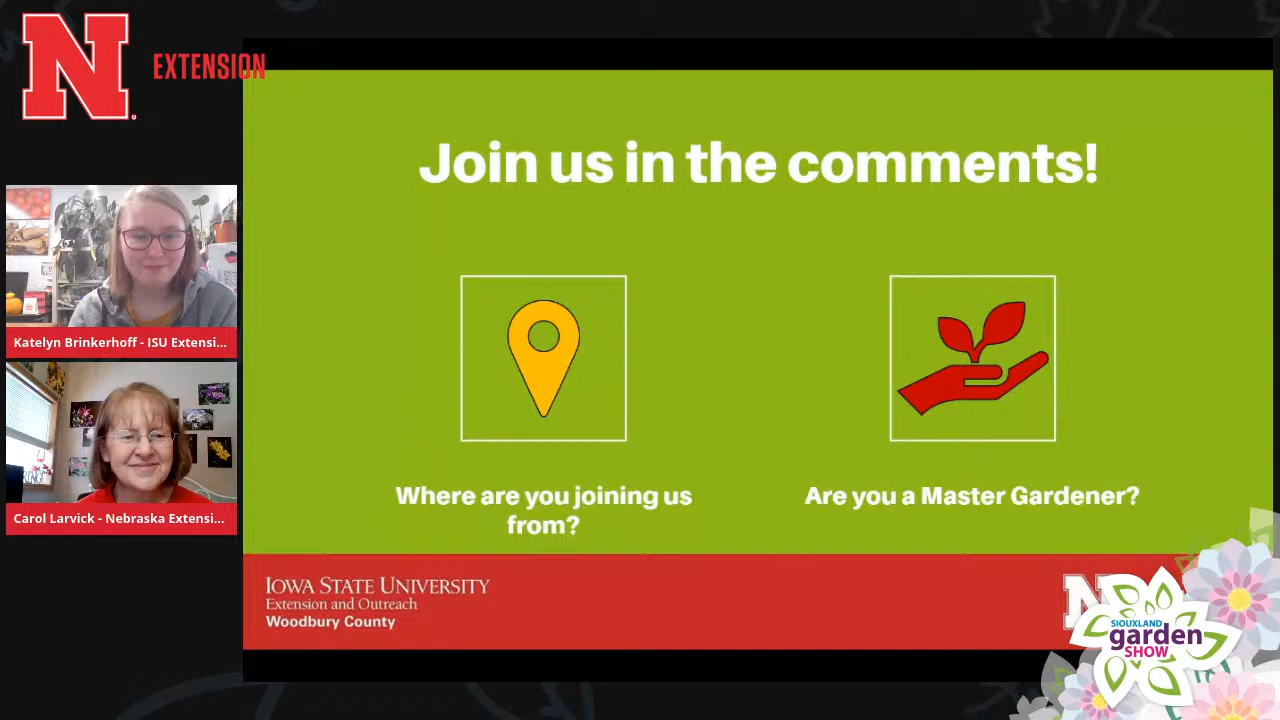 N
EXTENSION
Join us in the comments!
Katelyn Brinkerhoff - ISU Extensi...
Carol Larvick - Nebraska Extensi...
Where are you joining us
from?
Are you a Master Gardener?
IOWA STATE UNIVERSITY
Extension and Outreach
Woodbury County
N
SIOUXLAND
garden
SHOW